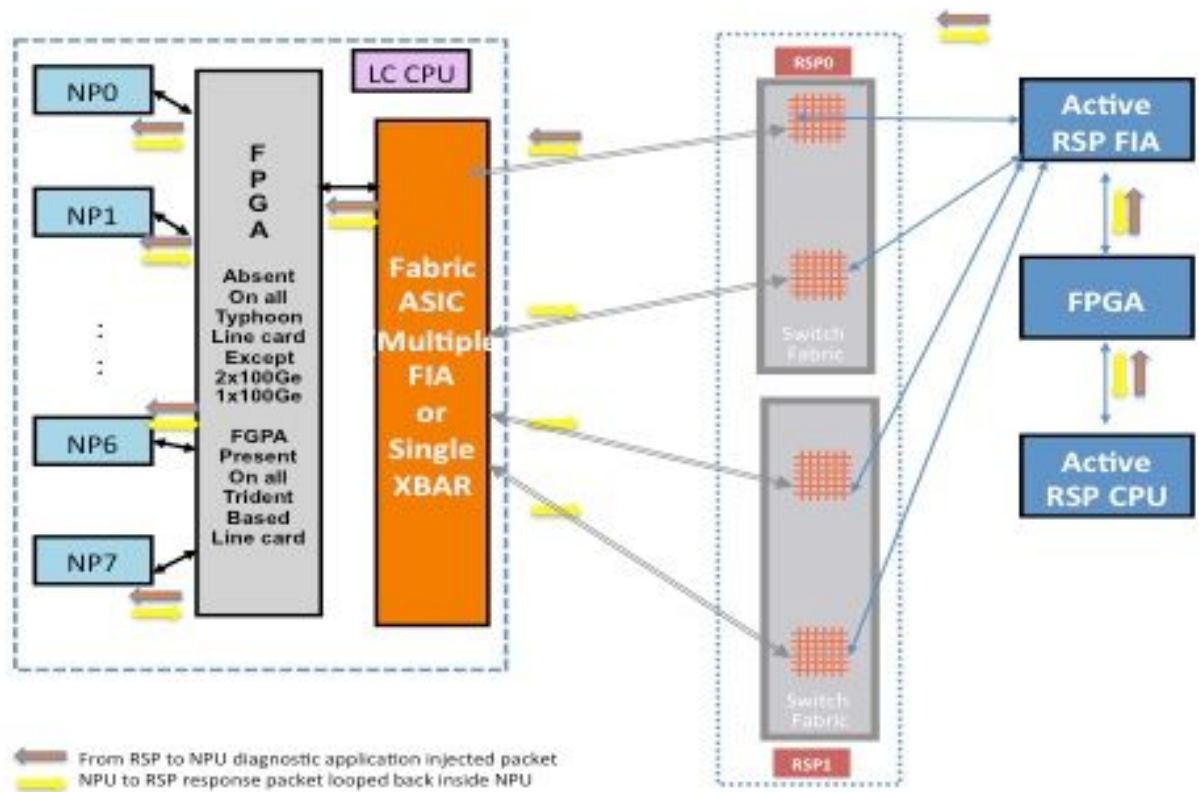 NP0
NP1
NP6
NP7
F
P
G
A
Absent
On all
Typhoon
Line card
Except
2x100Ge
1x100Ge
FGPA
Present
On all
Trident
Based
Line card
LC CPU
Fabric
ASIC
(Multiple
FIA
or
Single
XBAR
RSP0
Switch
Fabric
Switch
Fabric
RSP1
Active
RSP FIA
FPGA
Active
RSP CPU
From RSP to NPU diagnostic application injected packet
NPU to RSP response packet looped back inside NPU